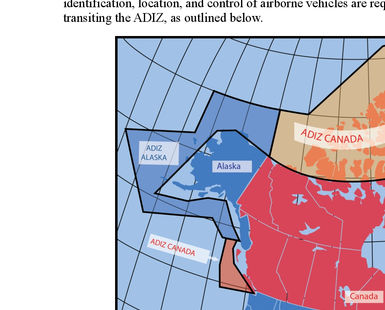 identification, location, and control of airborne vehicles are req
transiting the ADIZ, as outlined below.
ADIZ CANADA
ADIZ
ALASKA
Alaska
ADIZ CANADA
Canada